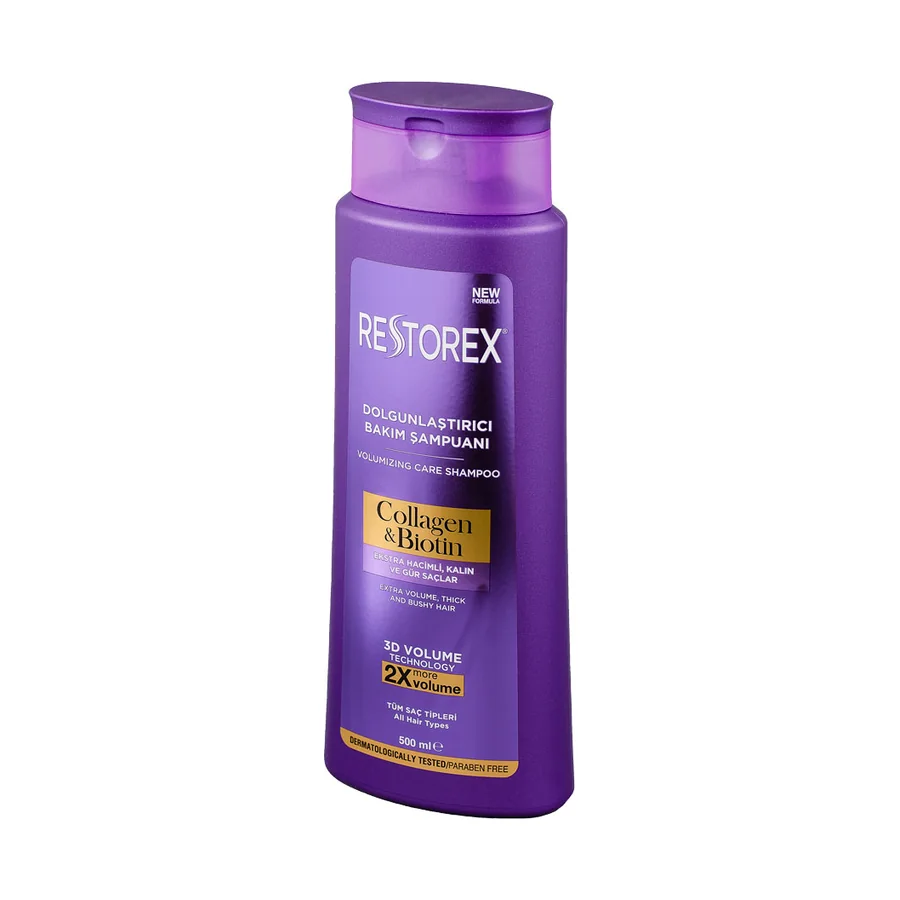 NEW
FORMULA
RESTOREX®
DOLGUNLAŞTIRICI
BAKIM ŞAMPUANI
VOLUMIZING CARE SHAMPOO
Collagen
&Biotin
EKSTRA HACİMLİ, KALIN
VE GÜR SAÇLAR
EXTRA VOLUME, THICK
AND BUSHY HAIR
3D VOLUME
TECHNOLOGY
2X more
volume
TÜM SAÇ TİPLERİ
All Hair Types
500 ml ℮
DERMATOLOGICALLY TESTED/PARABEN FREE